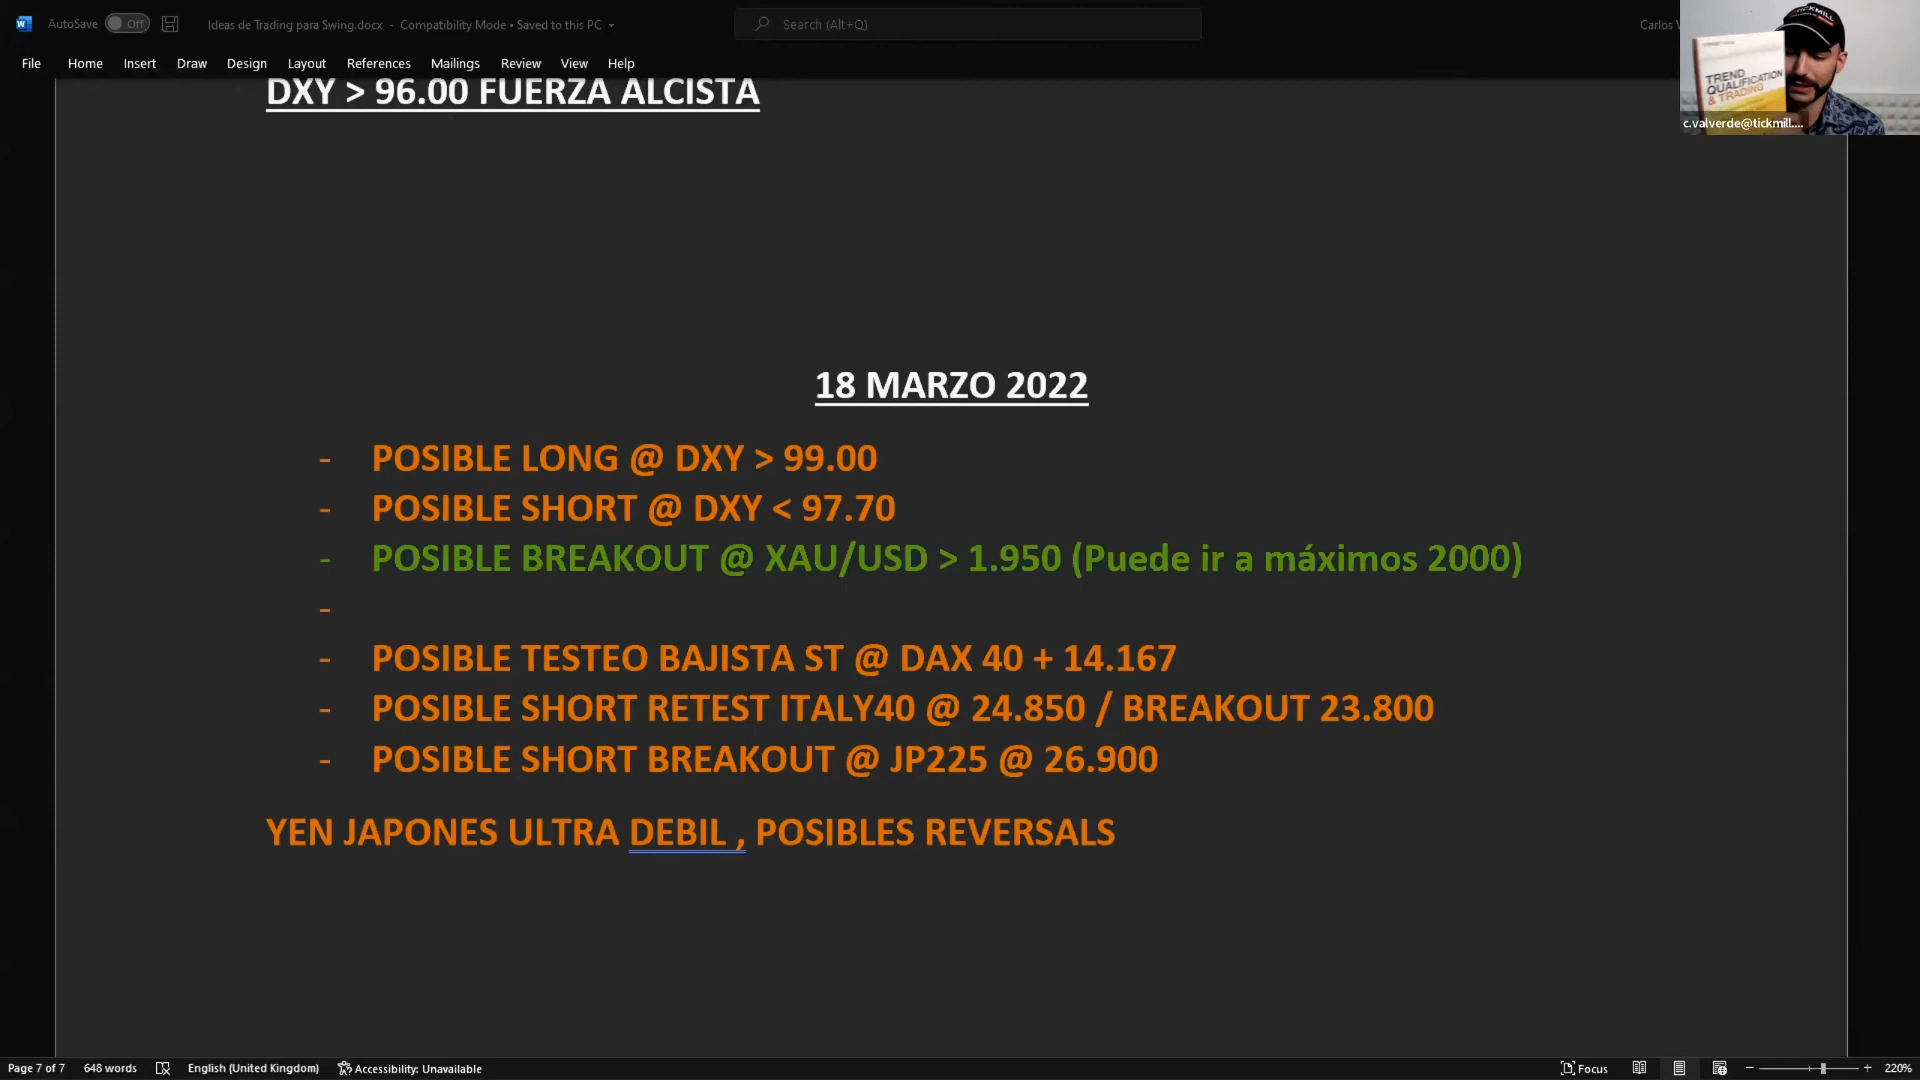 AutoSave Off Ideas de Trading para Swing.docx - Compatibility Mode • Saved to this PC Search (Alt+Q) Carlos
File Home Insert Draw Design Layout References Mailings Review View Help
TICKMILL
TREND
QUALIFICATION
& TRADING
c.valverde@tickmill....
DXY > 96.00 FUERZA ALCISTA
18 MARZO 2022
- POSIBLE LONG @ DXY > 99.00
- POSIBLE SHORT @ DXY < 97.70
- POSIBLE BREAKOUT @ XAU/USD > 1.950 (Puede ir a máximos 2000)
-
- POSIBLE TESTEO BAJISTA ST @ DAX 40 + 14.167
- POSIBLE SHORT RETEST ITALY40 @ 24.850 / BREAKOUT 23.800
- POSIBLE SHORT BREAKOUT @ JP225 @ 26.900
YEN JAPONES ULTRA DEBIL , POSIBLES REVERSALS
Page 7 of 7 648 words English (United Kingdom) Accessibility: Unavailable Focus 220%